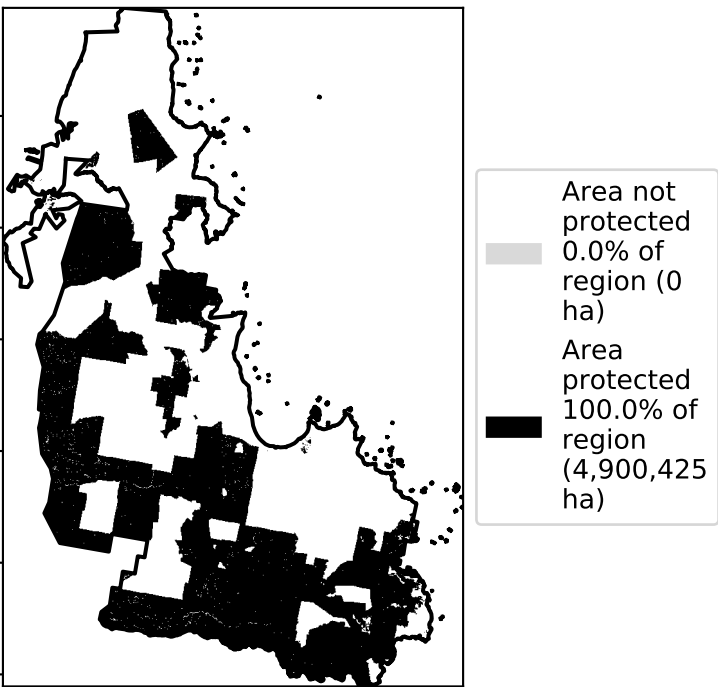 Area not
protected
0.0% of
region (0
ha)
Area
protected
100.0% of
region
(4,900,425
ha)